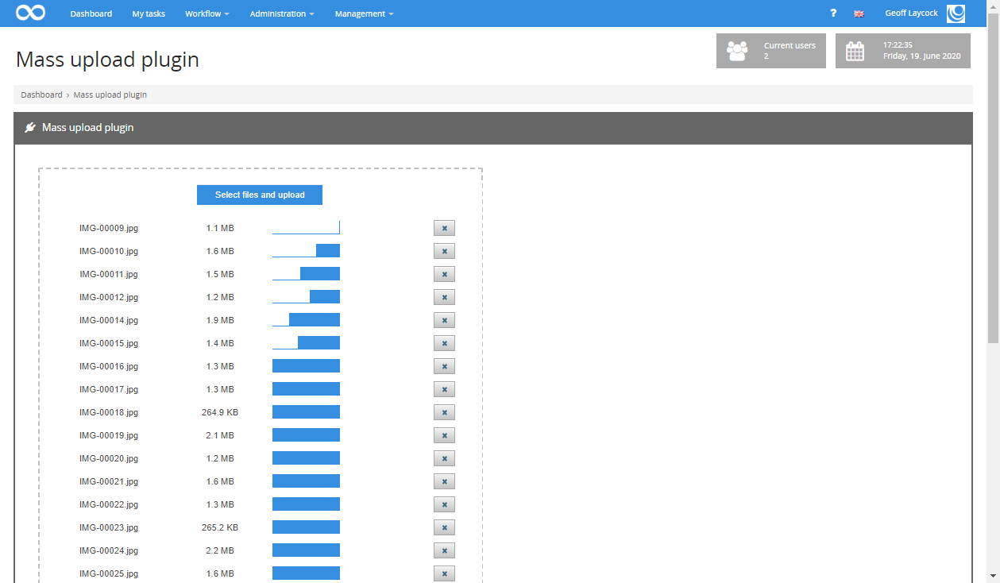 Dashboard My tasks Workflow Administration Management ? Geoff Laycock
Mass upload plugin
Current users
2
17:22:35
Friday, 19. June 2020
Dashboard › Mass upload plugin
Mass upload plugin
Select files and upload
IMG-00009.jpg 1.1 MB
IMG-00010.jpg 1.6 MB
IMG-00011.jpg 1.5 MB
IMG-00012.jpg 1.2 MB
IMG-00014.jpg 1.9 MB
IMG-00015.jpg 1.4 MB
IMG-00016.jpg 1.3 MB
IMG-00017.jpg 1.3 MB
IMG-00018.jpg 264.9 KB
IMG-00019.jpg 2.1 MB
IMG-00020.jpg 1.2 MB
IMG-00021.jpg 1.6 MB
IMG-00022.jpg 1.3 MB
IMG-00023.jpg 265.2 KB
IMG-00024.jpg 2.2 MB
IMG-00025.jpg 1.6 MB